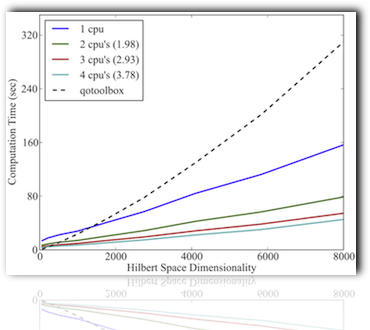 320
240
160
80
0
Computation Time (sec)
1 cpu
2 cpu's (1.98)
3 cpu's (2.93)
4 cpu's (3.78)
qotoolbox
0 2000 4000 6000 8000
Hilbert Space Dimensionality